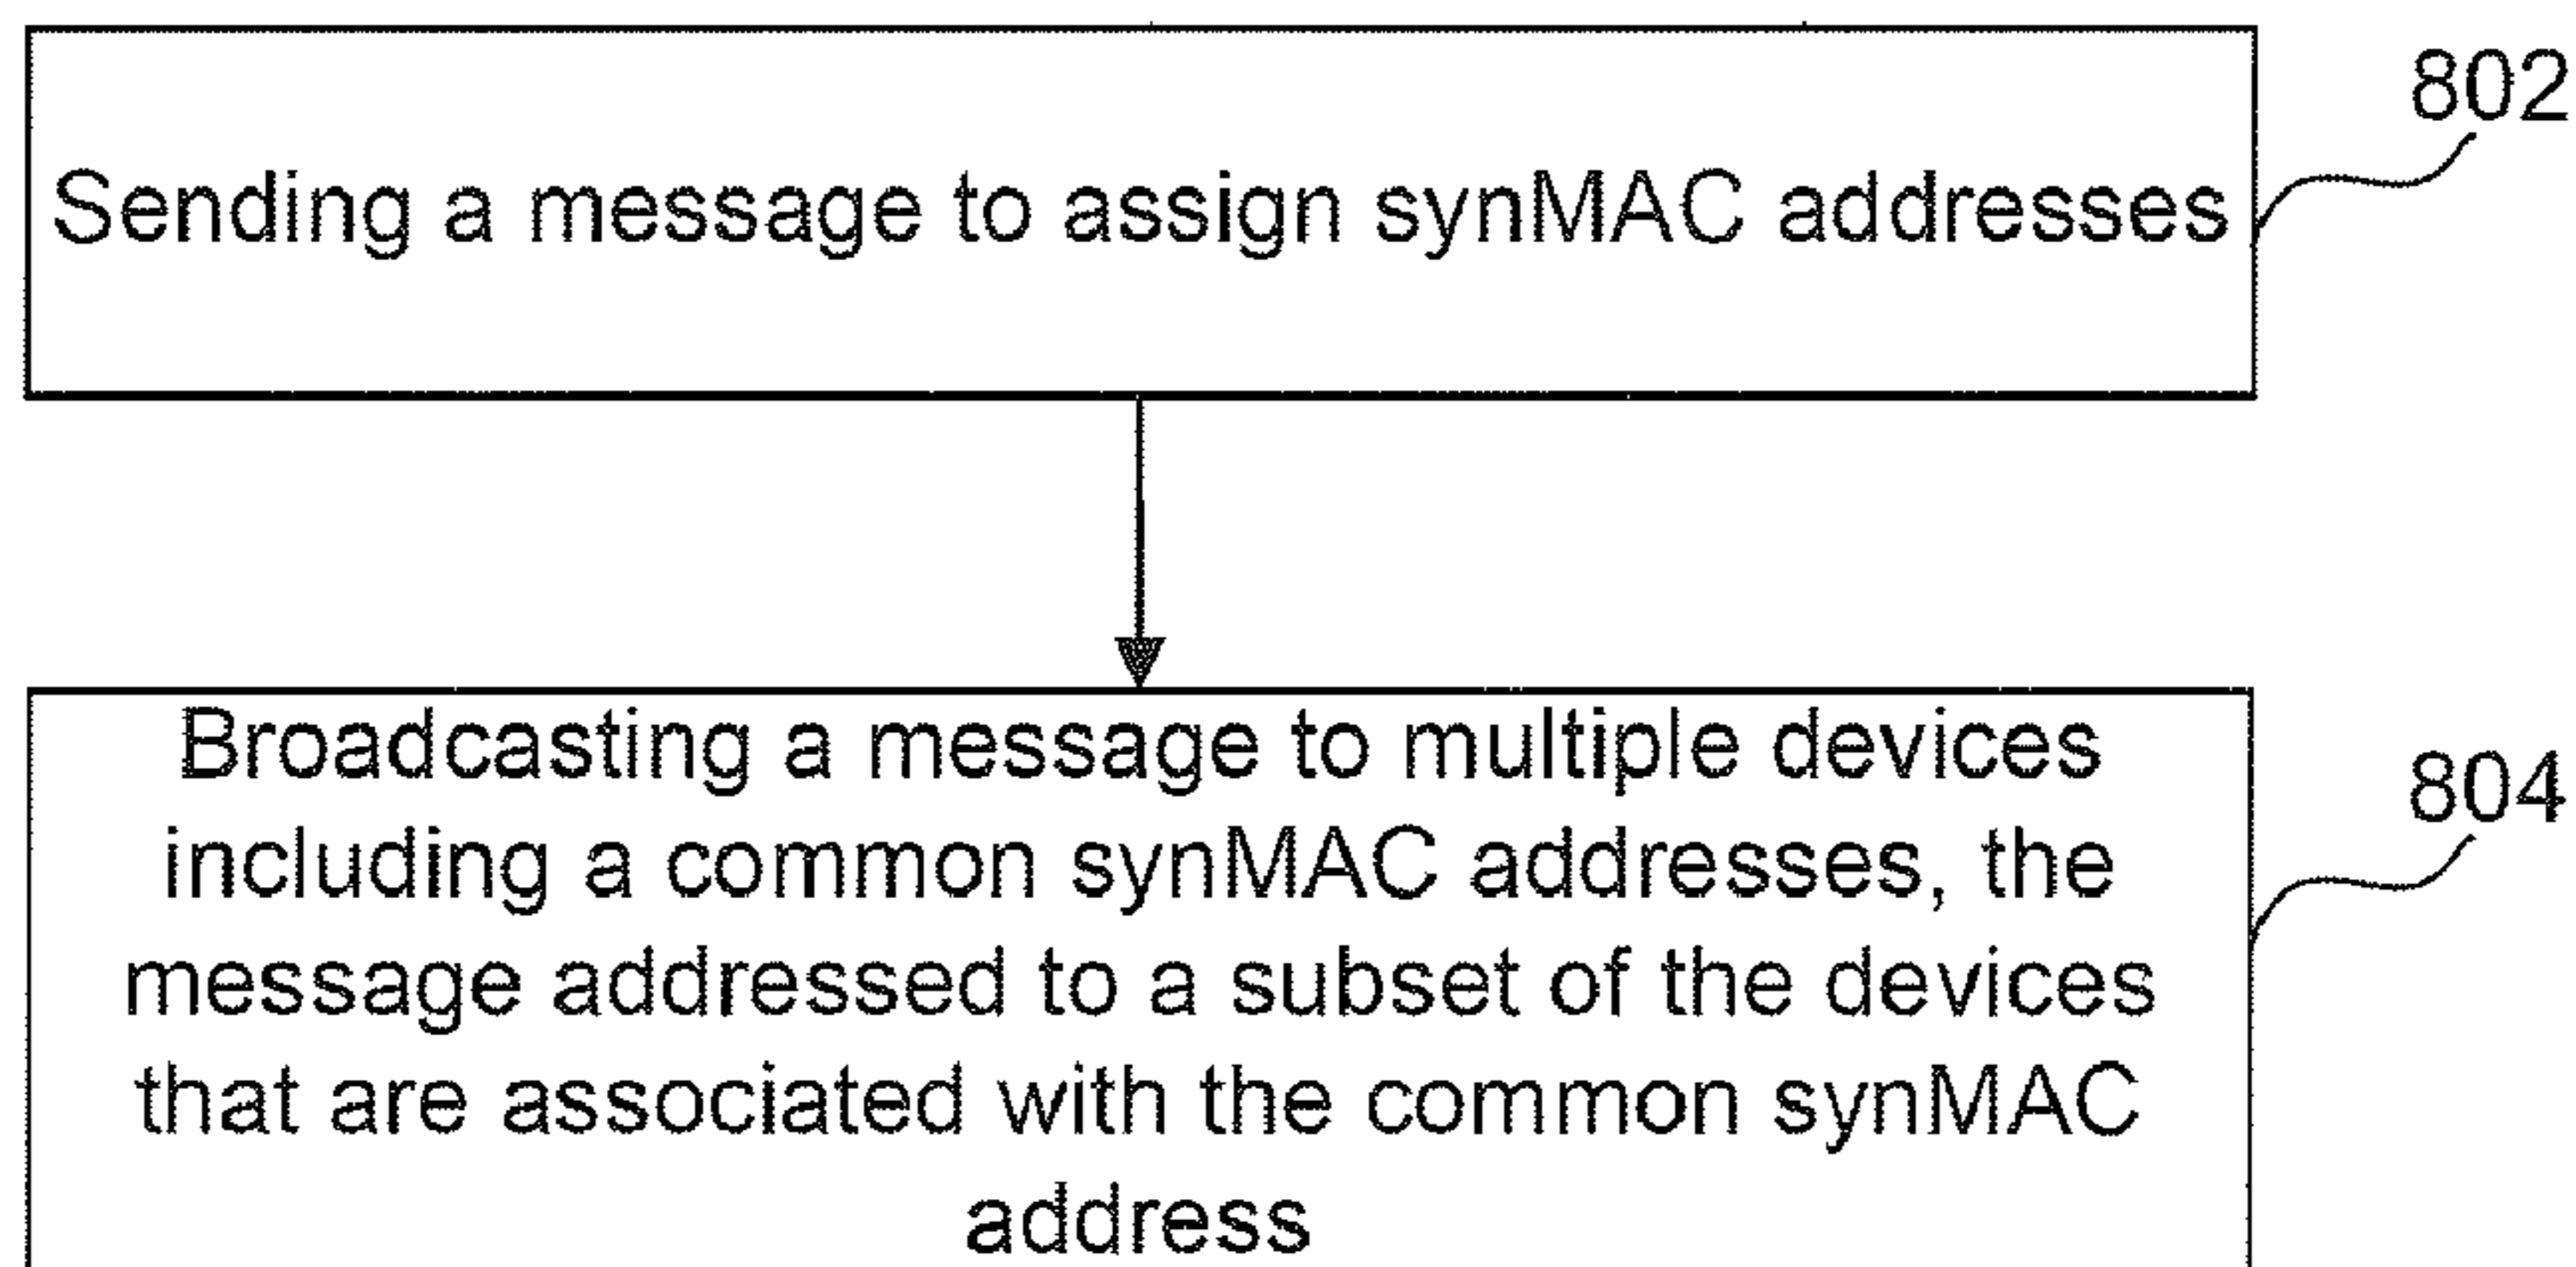 802
Sending a message to assign synMAC addresses
Broadcasting a message to multiple devices
804
including a common synMAC addresses, the
message addressed to a subset of the devices
that are associated with the common synMAC
address